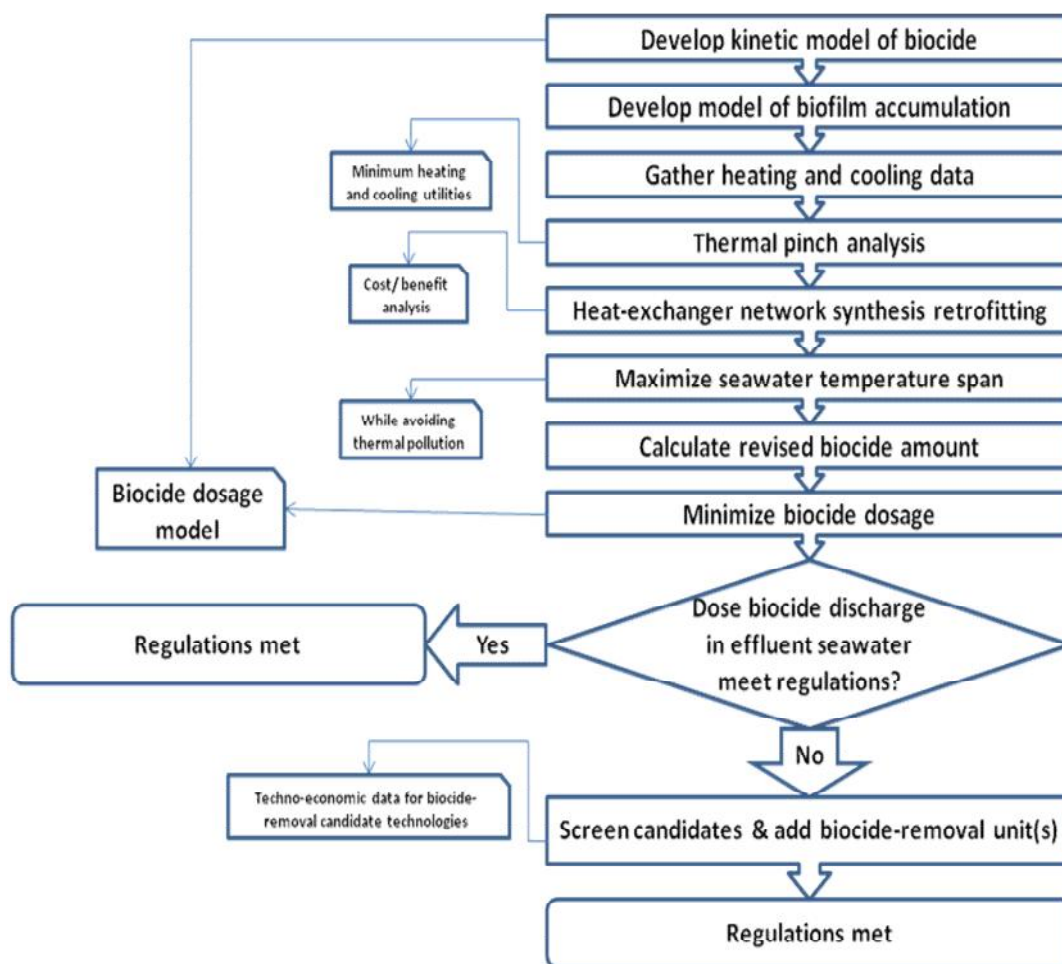 Develop kinetic model of biocide
Develop model of biofilm accumulation
Minimum heating
and cooling utilities
Gather heating and cooling data
Thermal pinch analysis
Cost/ benefit
analysis
Heat-exchanger network synthesis retrofitting
Maximize seawater temperature span
While avoiding
thermal pollution
Calculate revised biocide amount
Biocide dosage
model
Minimize biocide dosage
Dose biocide discharge
in effluent seawater
meet regulations?
Yes
Regulations met
No
Techno-economic data for biocide-
removal candidate technologies
Screen candidates & add biocide-removal unit(s)
Regulations met